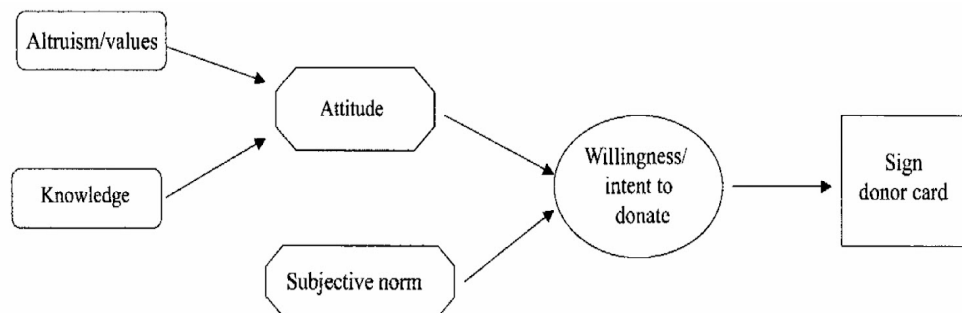 Altruism/values
Attitude
Knowledge
Willingness/
intent to
donate
Sign
donor card
Subjective norm